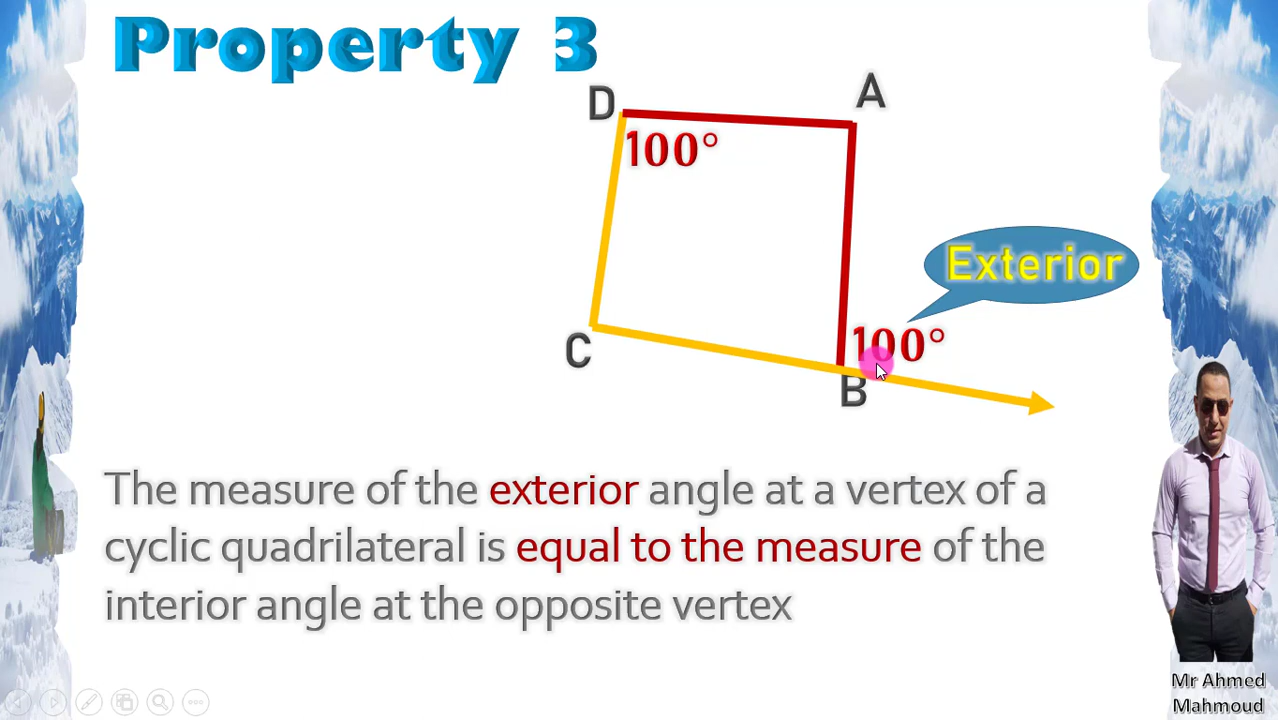 Property 3
D
A
100°
Exterior
100°
C
B
The measure of the exterior angle at a vertex of a
cyclic quadrilateral is equal to the measure of the
interior angle at the opposite vertex
Mr Ahmed
Mahmoud